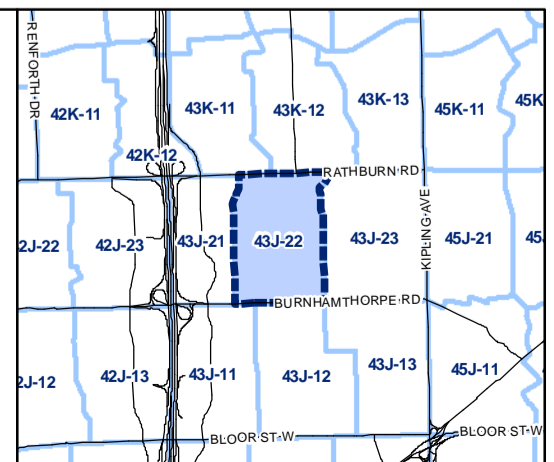 RENFORTH DR
42K-11
43K-11
43K-12
43K-13
45K-11
45K
42K-12
RATHBURN RD
2J-22
42J-23
43J-21
43J-22
43J-23
KIPLING AVE
45J-21
45J
BURNHAMTHORPE RD
2J-12
42J-13
43J-11
43J-12
43J-13
45J-11
BLOOR ST W
BLOOR ST W